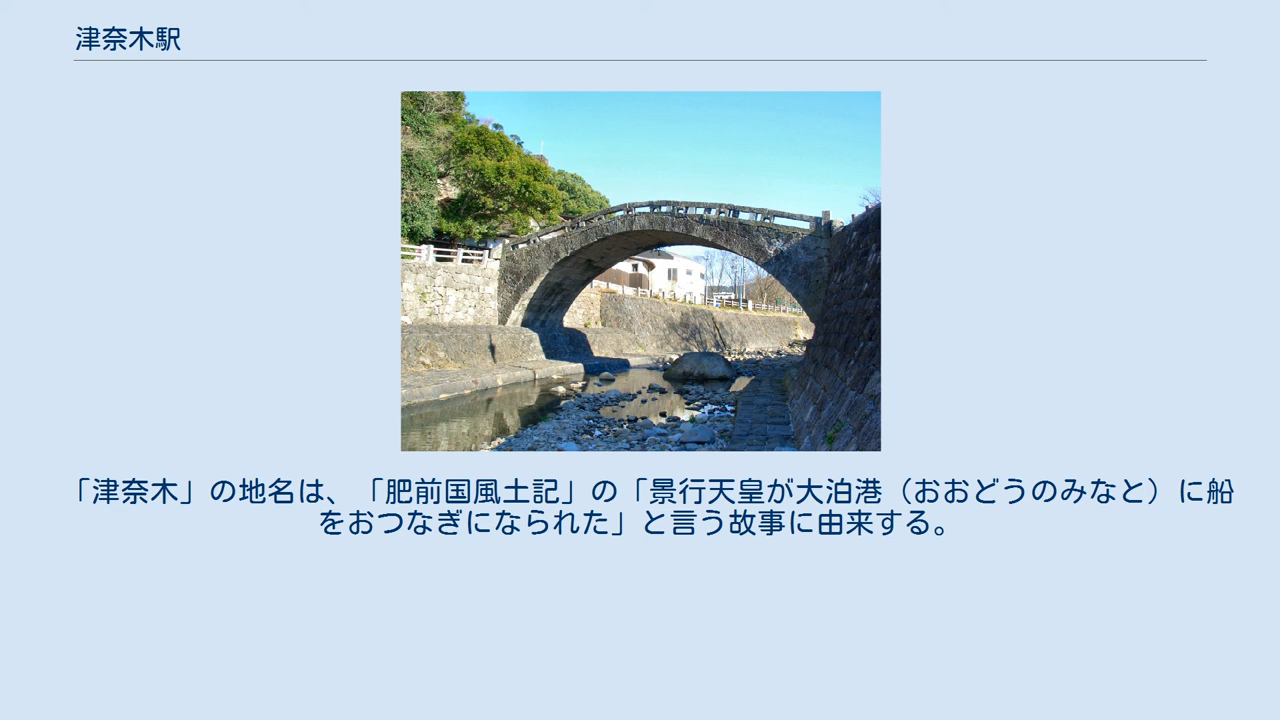 津奈木駅
「津奈木」の地名は、「肥前国風土記」の「景行天皇が大泊港（おおどうのみなと）に船
をおつなぎになられた」と言う故事に由来する。